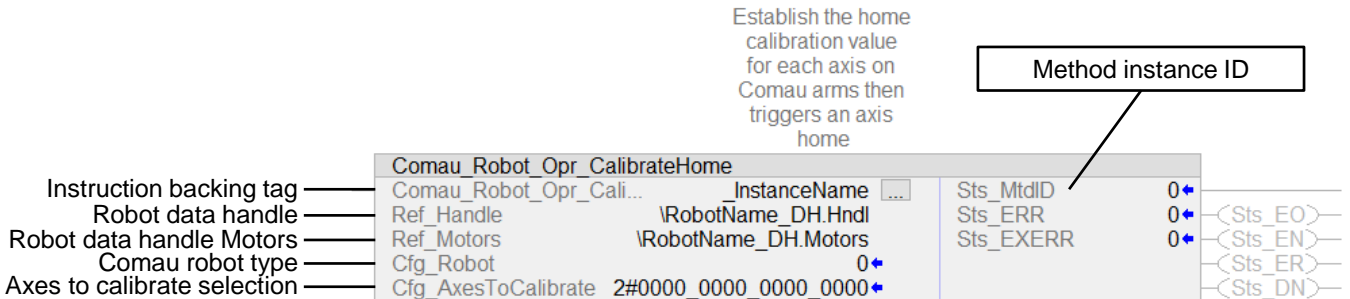 Establish the home
calibration value
for each axis on
Comau arms then
triggers an axis
home
Method instance ID
Comau_Robot_Opr_CalibrateHome
Instruction backing tag Comau_Robot_Opr_Cali... _InstanceName ... Sts_MtdID 0
Robot data handle Ref_Handle \RobotName_DH.Hndl Sts_ERR 0 Sts_EO
Robot data handle Motors Ref_Motors \RobotName_DH.Motors Sts_EXERR 0 Sts_EN
Comau robot type Cfg_Robot 0 Sts_ER
Axes to calibrate selection Cfg_AxesToCalibrate 2#0000_0000_0000_0000 Sts_DN